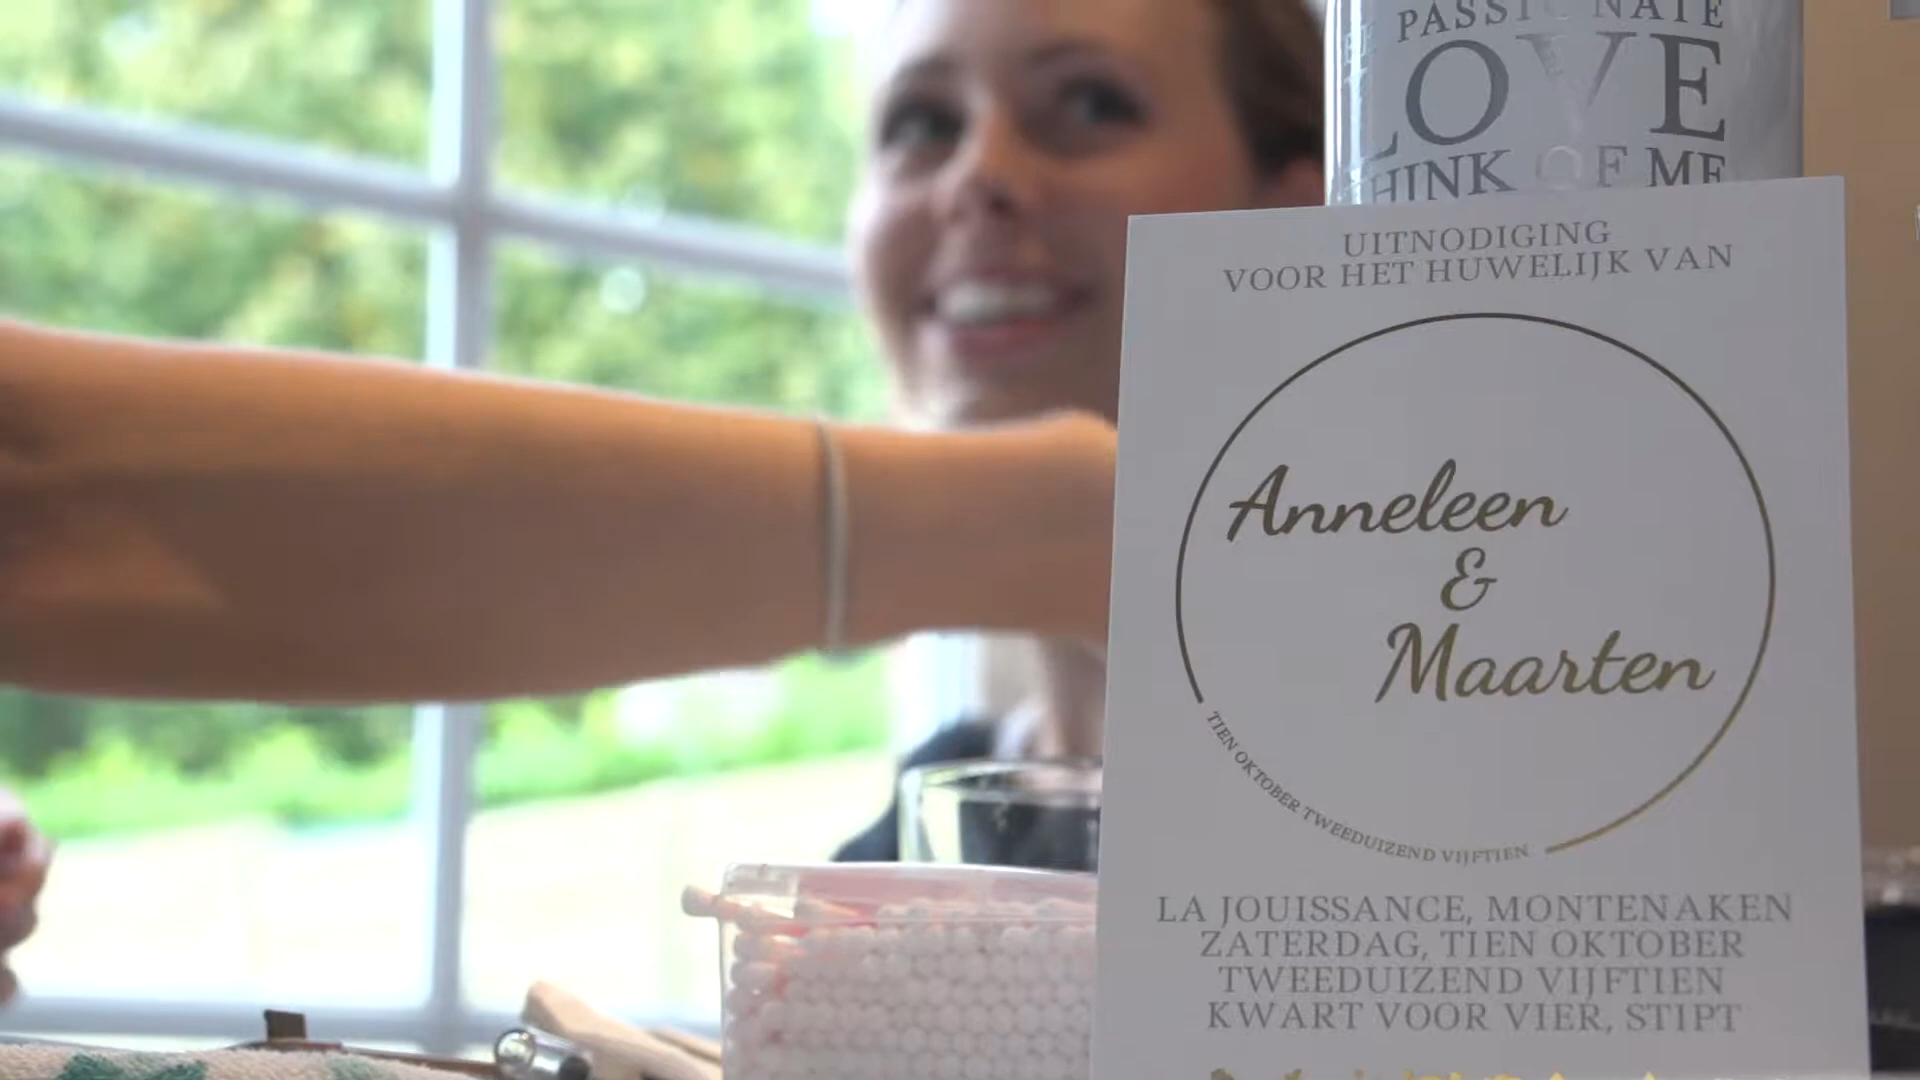 BE PASSIONATE
LOVE
THINK OF ME
UITNODIGING
VOOR HET HUWELIJK VAN
Anneleen
&
Maarten
TIEN OKTOBER TWEEDUIZEND VIJFTIEN
LA JOUISSANCE, MONTENAKEN
ZATERDAG, TIEN OKTOBER
TWEEDUIZEND VIJFTIEN
KWART VOOR VIER, STIPT